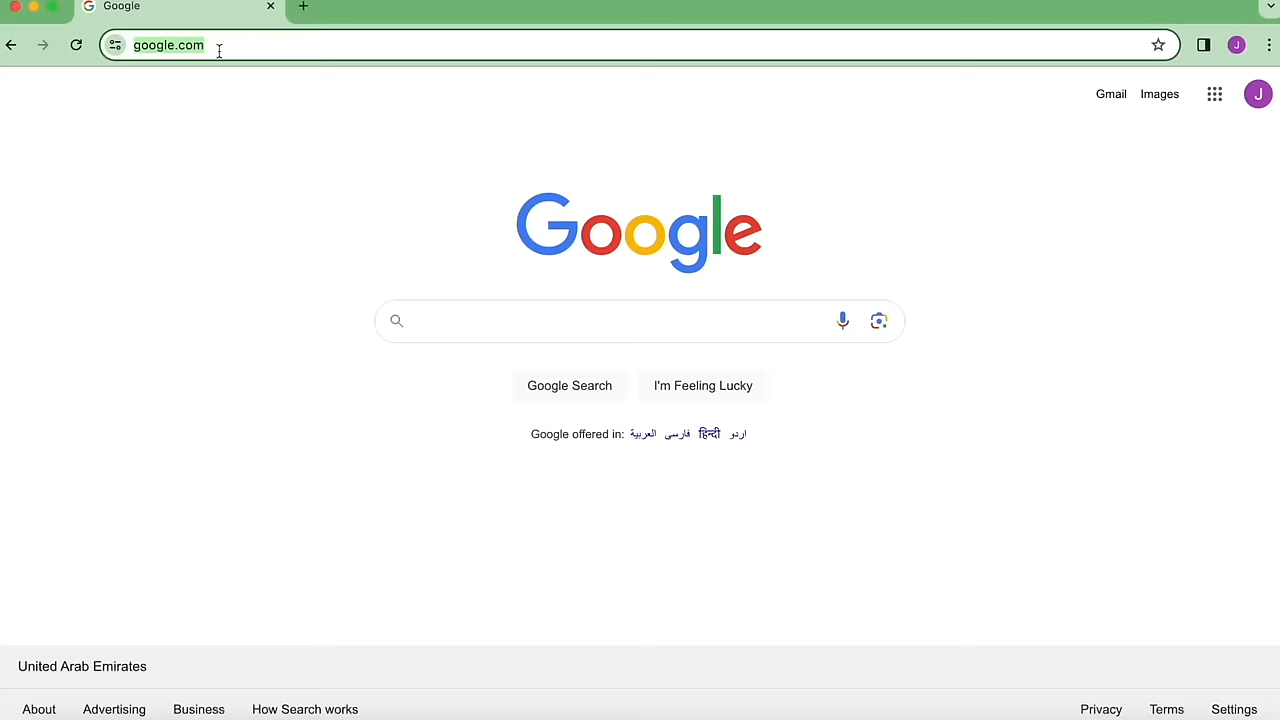 Google
google.com
J
Gmail Images
J
Google
Google Search I'm Feeling Lucky
Google offered in: العربية فارسی हिन्दी اردو
United Arab Emirates
About Advertising Business How Search works Privacy Terms Settings